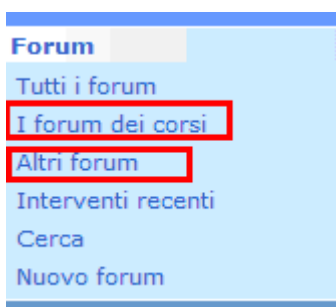 Forum
Tutti i forum
I forum dei corsi
Altri forum
Interventi recenti
Cerca
Nuovo forum